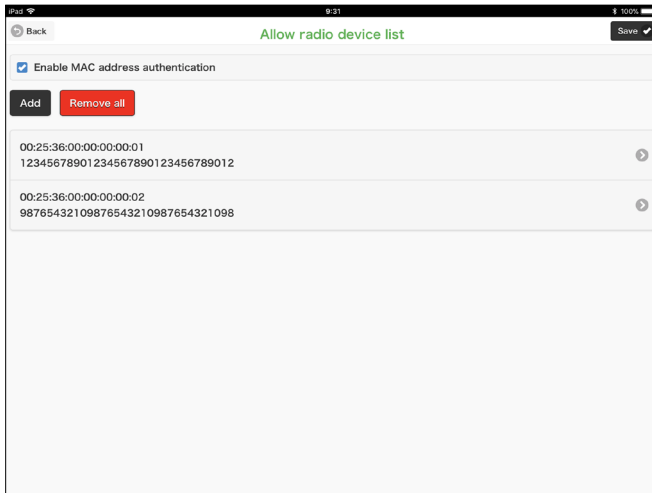 iPad 9:31 100%
Back Allow radio device list Save
Enable MAC address authentication
Add Remove all
00:25:36:00:00:00:00:01
12345678901234567890123456789012
00:25:36:00:00:00:00:02
98765432109876543210987654321098